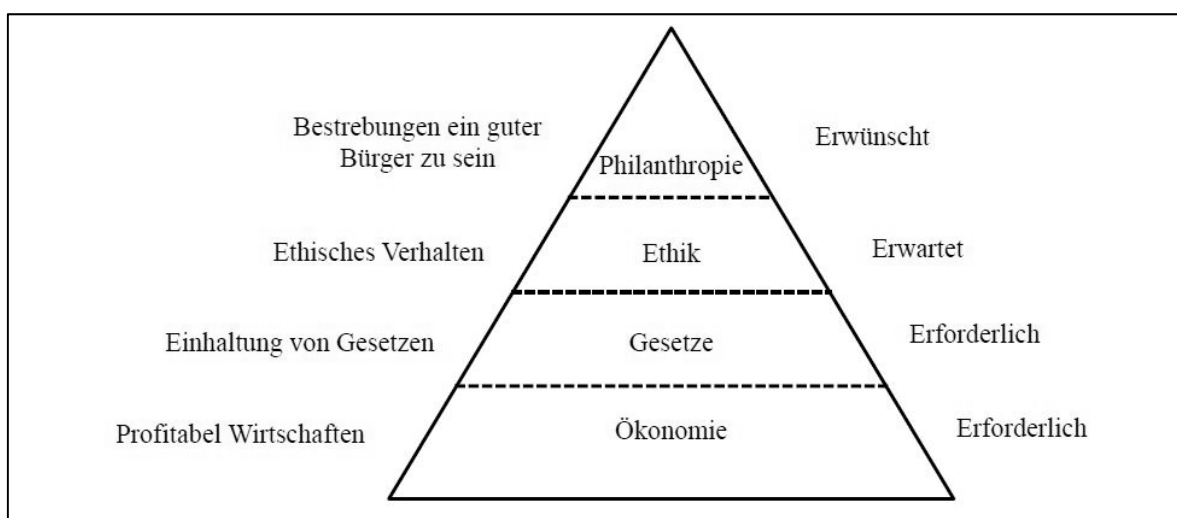 Bestrebungen ein guter
Bürger zu sein
Philanthropie
Erwünscht
Ethisches Verhalten
Ethik
Erwartet
Einhaltung von Gesetzen
Gesetze
Erforderlich
Profitabel Wirtschaften
Ökonomie
Erforderlich